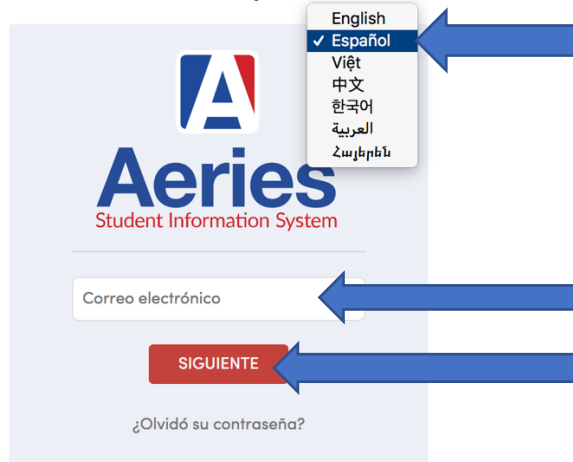 English
✓ Español
Việt
中文
한국어
العربية
Հայերեն
Aeries
Student Information System
Correo electrónico
SIGUIENTE
¿Olvidó su contraseña?